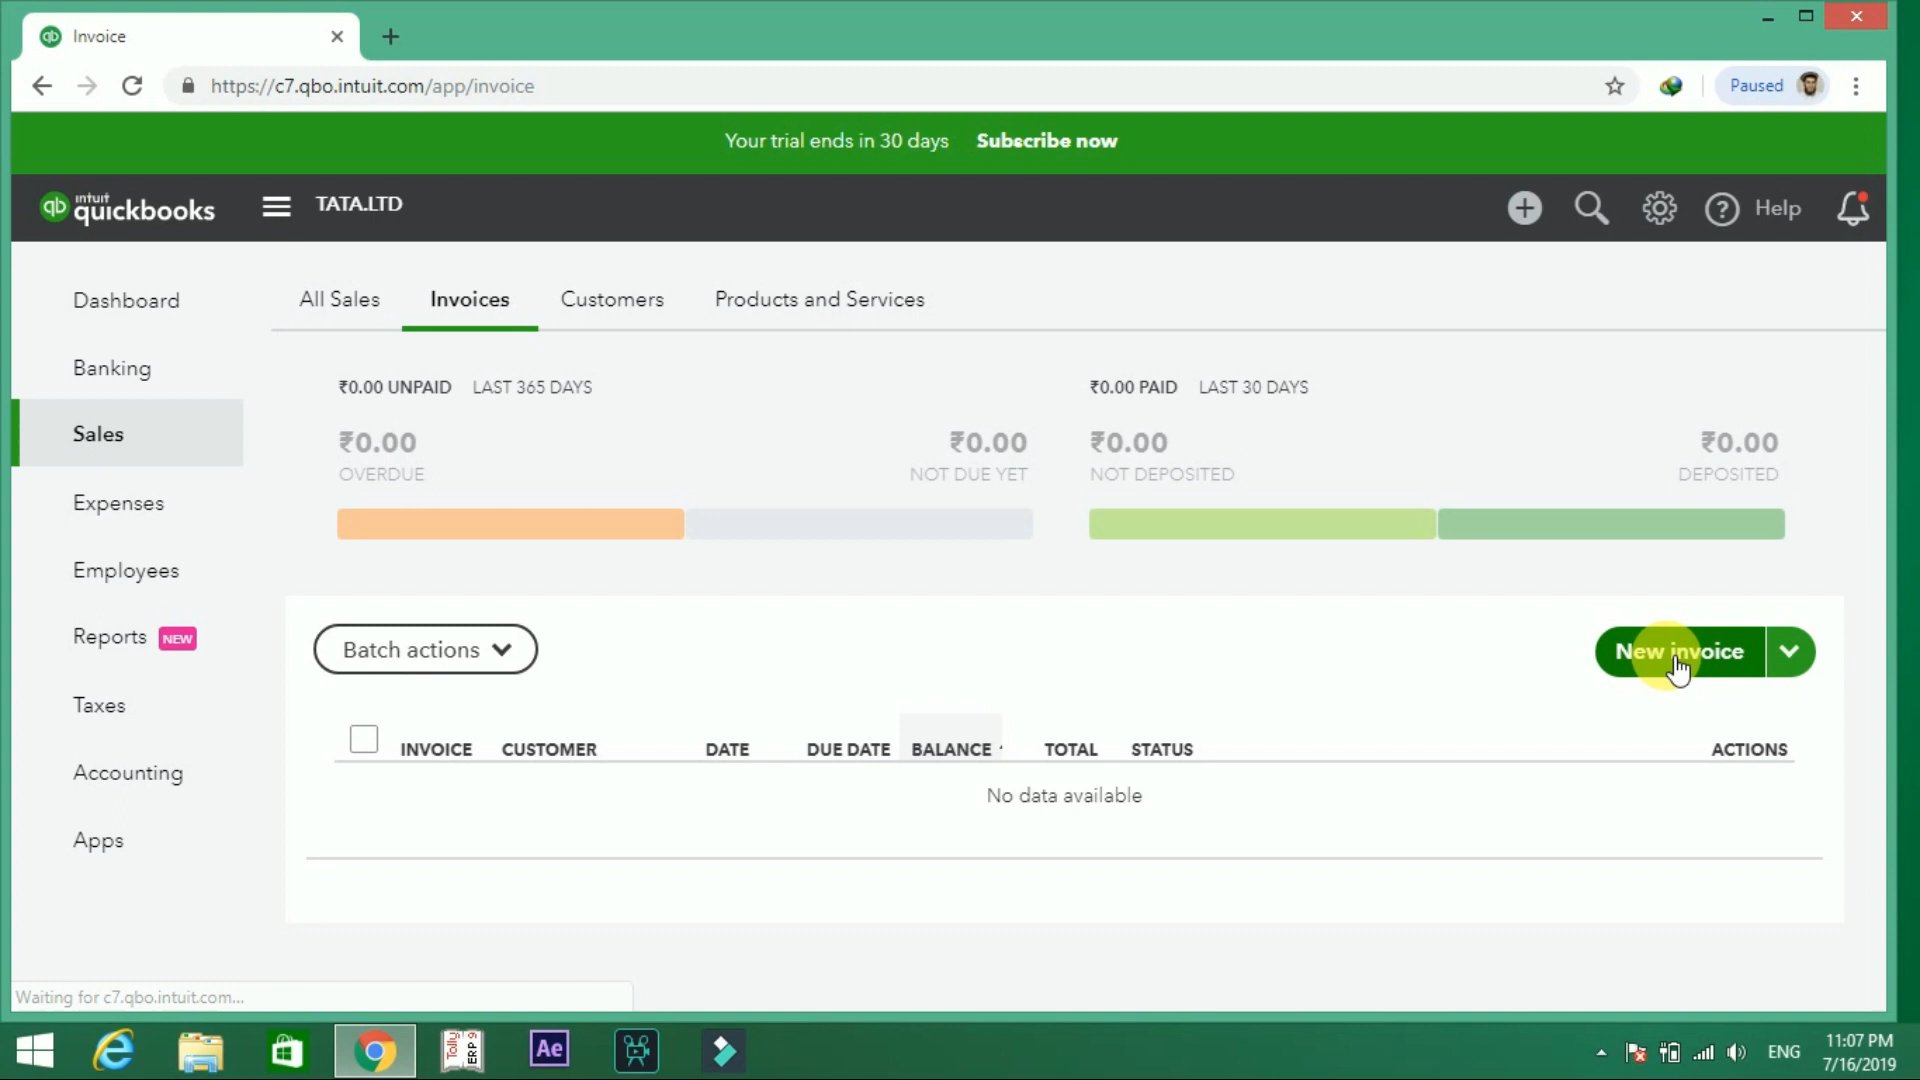 Invoice
https://c7.qbo.intuit.com/app/invoice
Paused
Your trial ends in 30 days Subscribe now
qb intuit quickbooks
TATA.LTD
Help
Dashboard
Banking
Sales
Expenses
Employees
Reports NEW
Taxes
Accounting
Apps
All Sales Invoices Customers Products and Services
₹0.00 UNPAID LAST 365 DAYS
₹0.00 PAID LAST 30 DAYS
₹0.00 ₹0.00
OVERDUE NOT DUE YET
₹0.00 ₹0.00
NOT DEPOSITED DEPOSITED
Batch actions
New invoice
INVOICE CUSTOMER DATE DUE DATE BALANCE TOTAL STATUS ACTIONS
No data available
Waiting for c7.qbo.intuit.com...
Tally ERP 9
Ae
ENG
11:07 PM
7/16/2019